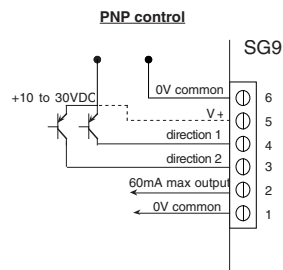 PNP control
SG9
0V common 6
+10 to 30VDC
V+ 5
direction 1 4
direction 2 3
60mA max output 2
0V common 1